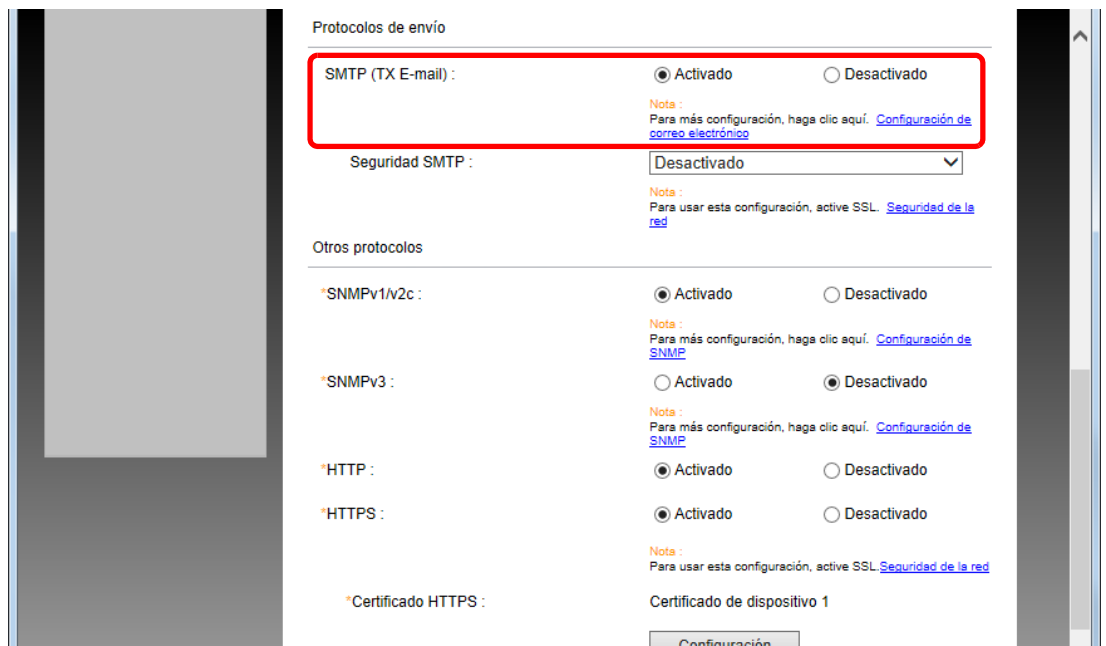 Protocolos de envío
SMTP (TX E-mail) : Activado Desactivado
Nota :
Para más configuración, haga clic aquí. Configuración de
correo electrónico
Seguridad SMTP : Desactivado
Nota :
Para usar esta configuración, active SSL. Seguridad de la
red
Otros protocolos
*SNMPv1/v2c : Activado Desactivado
Nota :
Para más configuración, haga clic aquí. Configuración de
SNMP
*SNMPv3 : Activado Desactivado
Nota :
Para más configuración, haga clic aquí. Configuración de
SNMP
*HTTP : Activado Desactivado
*HTTPS : Activado Desactivado
Nota :
Para usar esta configuración, active SSL.Seguridad de la red
*Certificado HTTPS : Certificado de dispositivo 1
Configuración